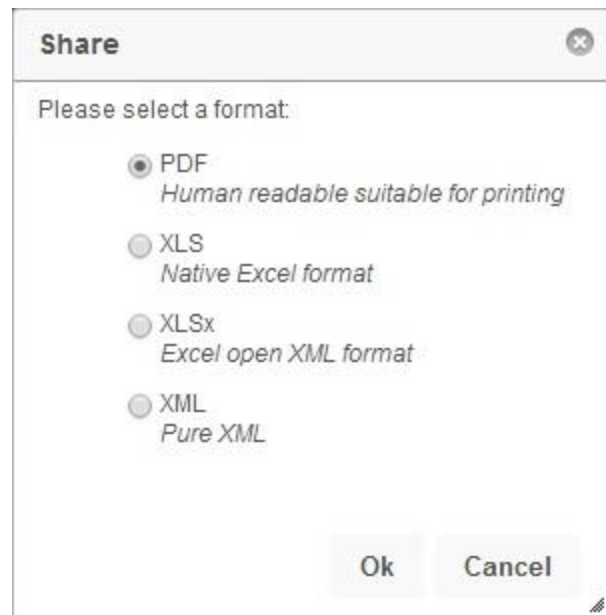 Share
Please select a format:
PDF
Human readable suitable for printing
XLS
Native Excel format
XLSx
Excel open XML format
XML
Pure XML
Ok Cancel